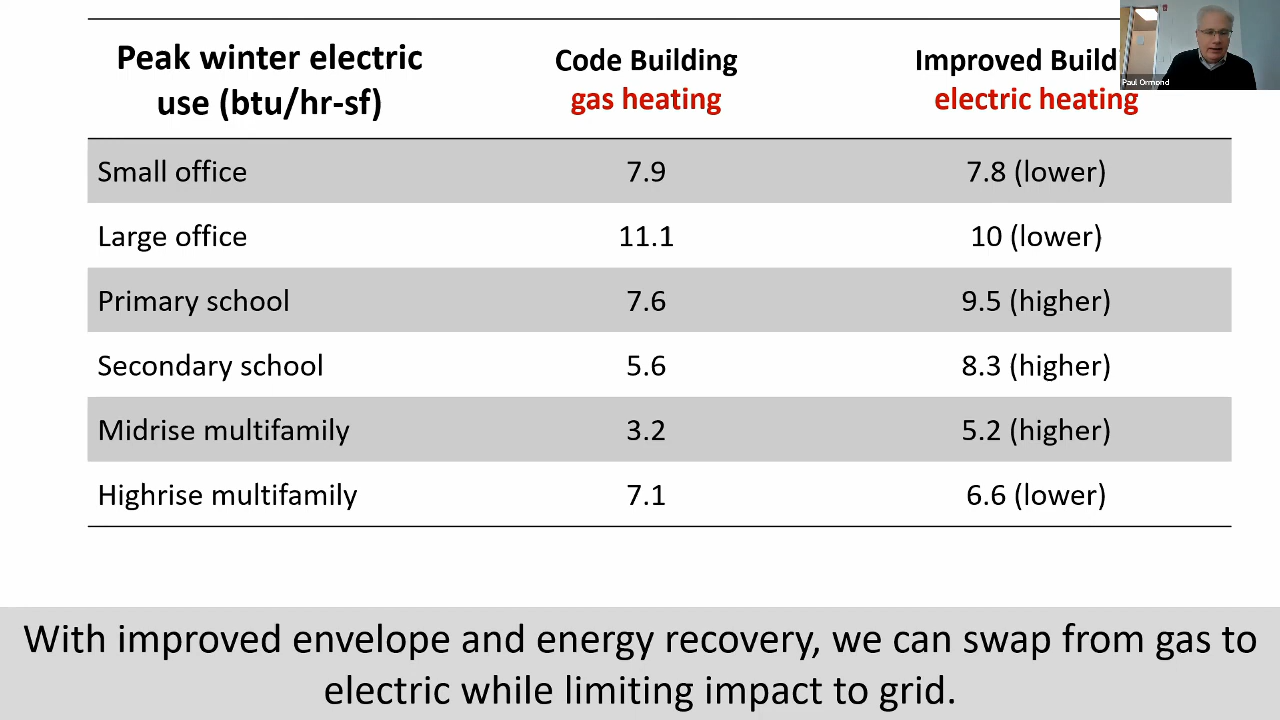 Peak winter electric use (btu/hr-sf)
Code Building
gas heating
Improved Buildi
electric heating
Paul Ormond
Small office 7.9 7.8 (lower)
Large office 11.1 10 (lower)
Primary school 7.6 9.5 (higher)
Secondary school 5.6 8.3 (higher)
Midrise multifamily 3.2 5.2 (higher)
Highrise multifamily 7.1 6.6 (lower)
With improved envelope and energy recovery, we can swap from gas to
electric while limiting impact to grid.